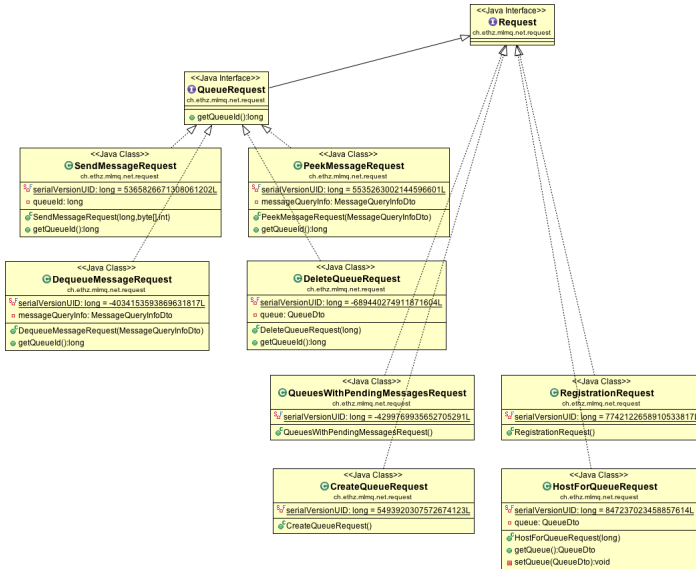 <<Java Interface>>
Request
ch.ethz.mlmq.net.request
<<Java Interface>>
QueueRequest
ch.ethz.mlmq.net.request
getQueueId():long
<<Java Class>>
SendMessageRequest
ch.ethz.mlmq.net.request
serialVersionUID: long = 5365826671308061202L
queueId: long
SendMessageRequest(long,byte[],int)
getQueueId():long
<<Java Class>>
PeekMessageRequest
ch.ethz.mlmq.net.request
serialVersionUID: long = 5535263002144596601L
messageQueryInfo: MessageQueryInfoDto
PeekMessageRequest(MessageQueryInfoDto)
getQueueId():long
<<Java Class>>
DequeueMessageRequest
ch.ethz.mlmq.net.request
serialVersionUID: long = -4034153593869631817L
messageQueryInfo: MessageQueryInfoDto
DequeueMessageRequest(MessageQueryInfoDto)
getQueueId():long
<<Java Class>>
DeleteQueueRequest
ch.ethz.mlmq.net.request
serialVersionUID: long = -689440274911871604L
queue: QueueDto
DeleteQueueRequest(long)
getQueueId():long
<<Java Class>>
QueuesWithPendingMessagesRequest
ch.ethz.mlmq.net.request
serialVersionUID: long = -4299769935652705291L
QueuesWithPendingMessagesRequest()
<<Java Class>>
RegistrationRequest
ch.ethz.mlmq.net.request
serialVersionUID: long = 7742122658910533817L
RegistrationRequest()
<<Java Class>>
CreateQueueRequest
ch.ethz.mlmq.net.request
serialVersionUID: long = 5493920307572674123L
CreateQueueRequest()
<<Java Class>>
HostForQueueRequest
ch.ethz.mlmq.net.request
serialVersionUID: long = 847237023458857614L
queue: QueueDto
HostForQueueRequest(long)
getQueue():QueueDto
setQueue(QueueDto):void